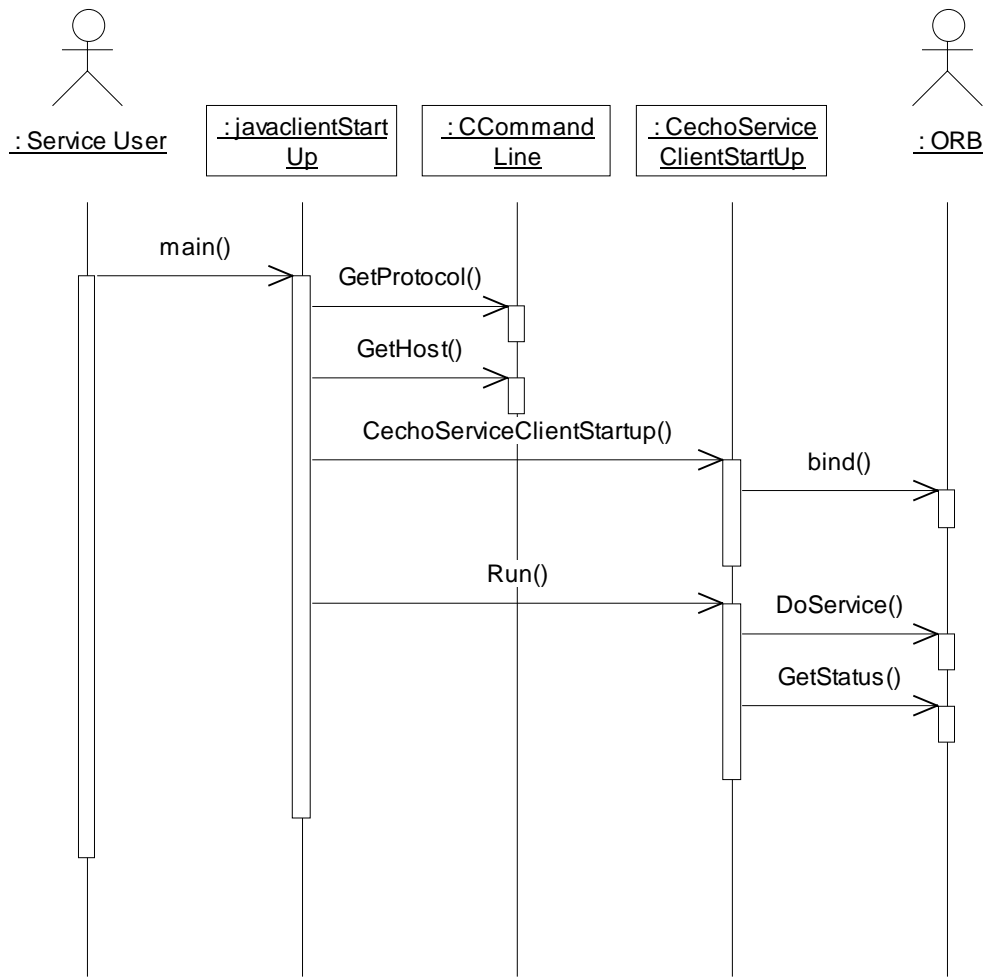 : Service User
: javaclientStart
Up
: CCommand
Line
: CechoService
ClientStartUp
: ORB
main()
GetProtocol()
GetHost()
CechoServiceClientStartup()
bind()
Run()
DoService()
GetStatus()